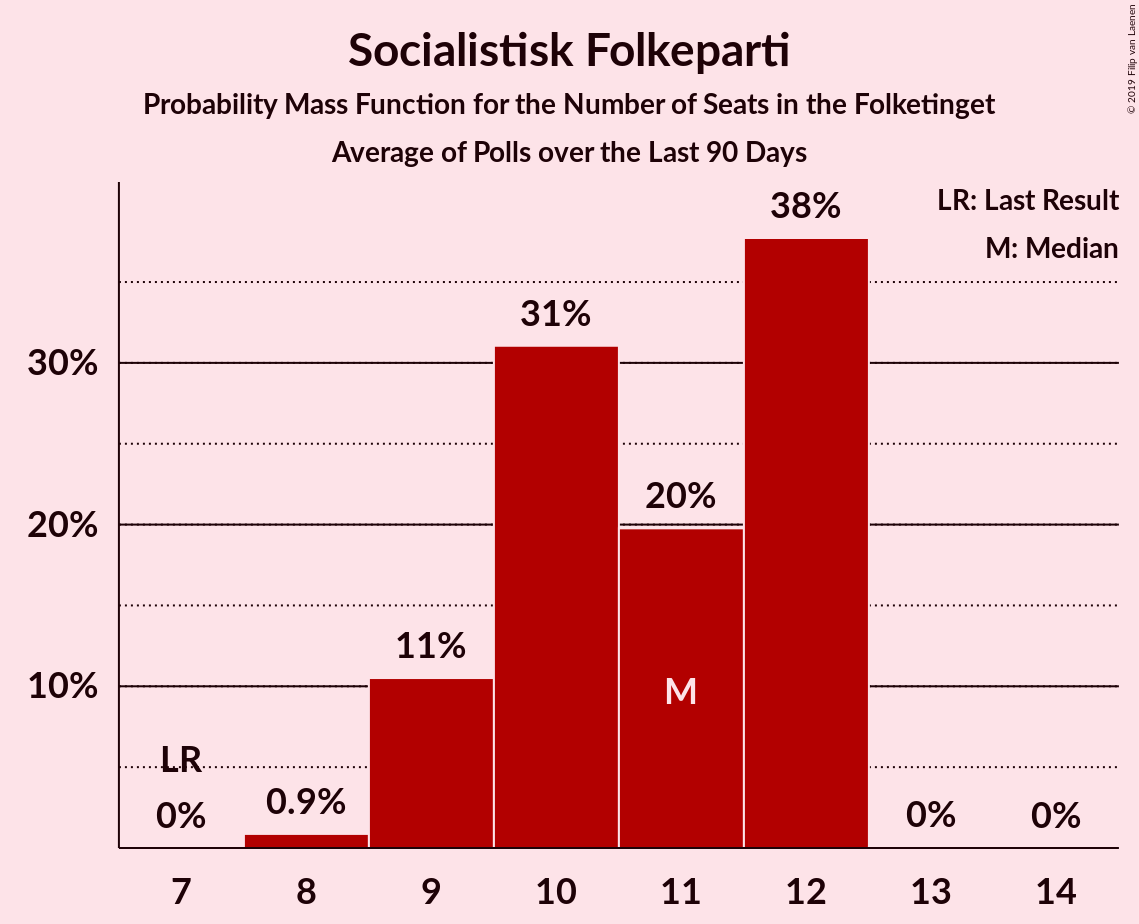 Socialistisk Folkeparti
Probability Mass Function for the Number of Seats in the Folketinget
Average of Polls over the Last 90 Days
© 2019 Filip van Laenen
LR: Last Result
M: Median
38%
31%
30%
20%
20%
11%
10%
M
LR
0.9%
0%
0%
0%
7 8 9 10 11 12 13 14